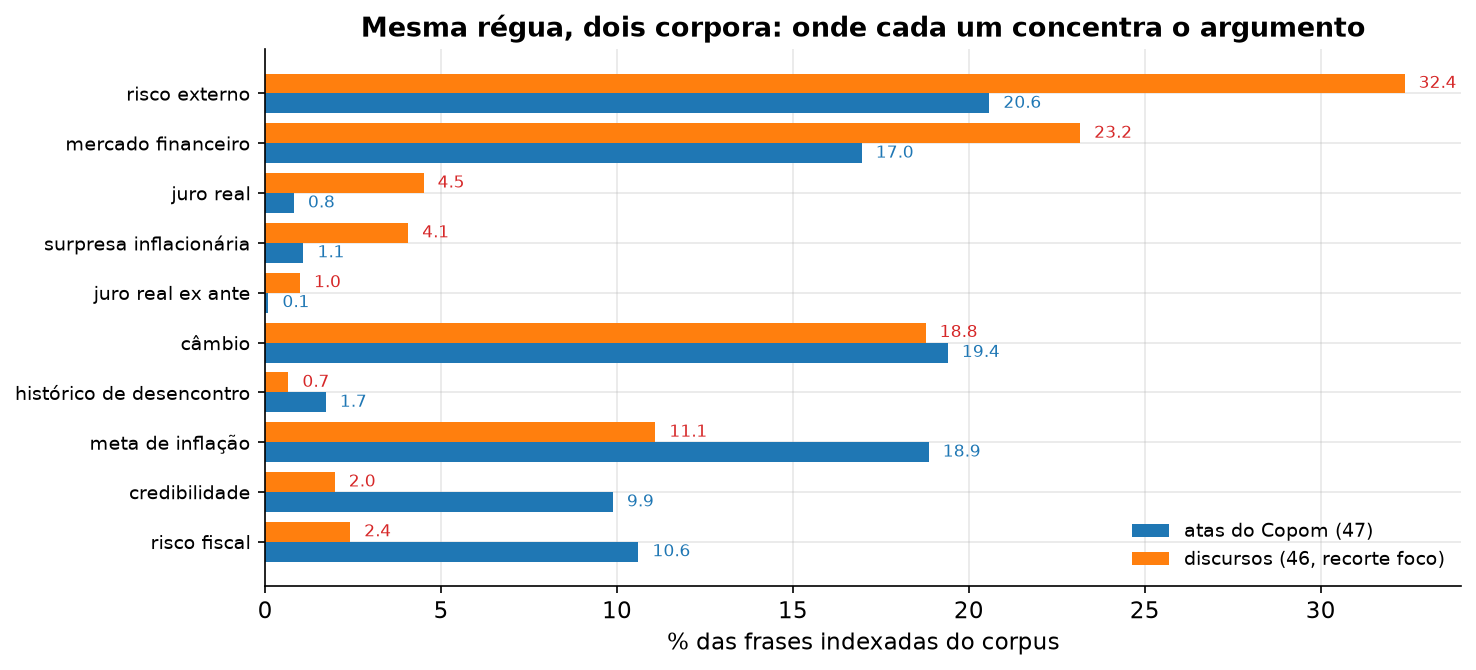 Mesma régua, dois corpora: onde cada um concentra o argumento
risco externo
32.4
20.6
mercado financeiro
23.2
17.0
juro real
4.5
0.8
surpresa inflacionária
4.1
1.1
juro real ex ante
1.0
0.1
câmbio
18.8
19.4
histórico de desencontro
0.7
1.7
meta de inflação
11.1
18.9
credibilidade
2.0
9.9
risco fiscal
2.4
10.6
atas do Copom (47)
discursos (46, recorte foco)
0 5 10 15 20 25 30
% das frases indexadas do corpus